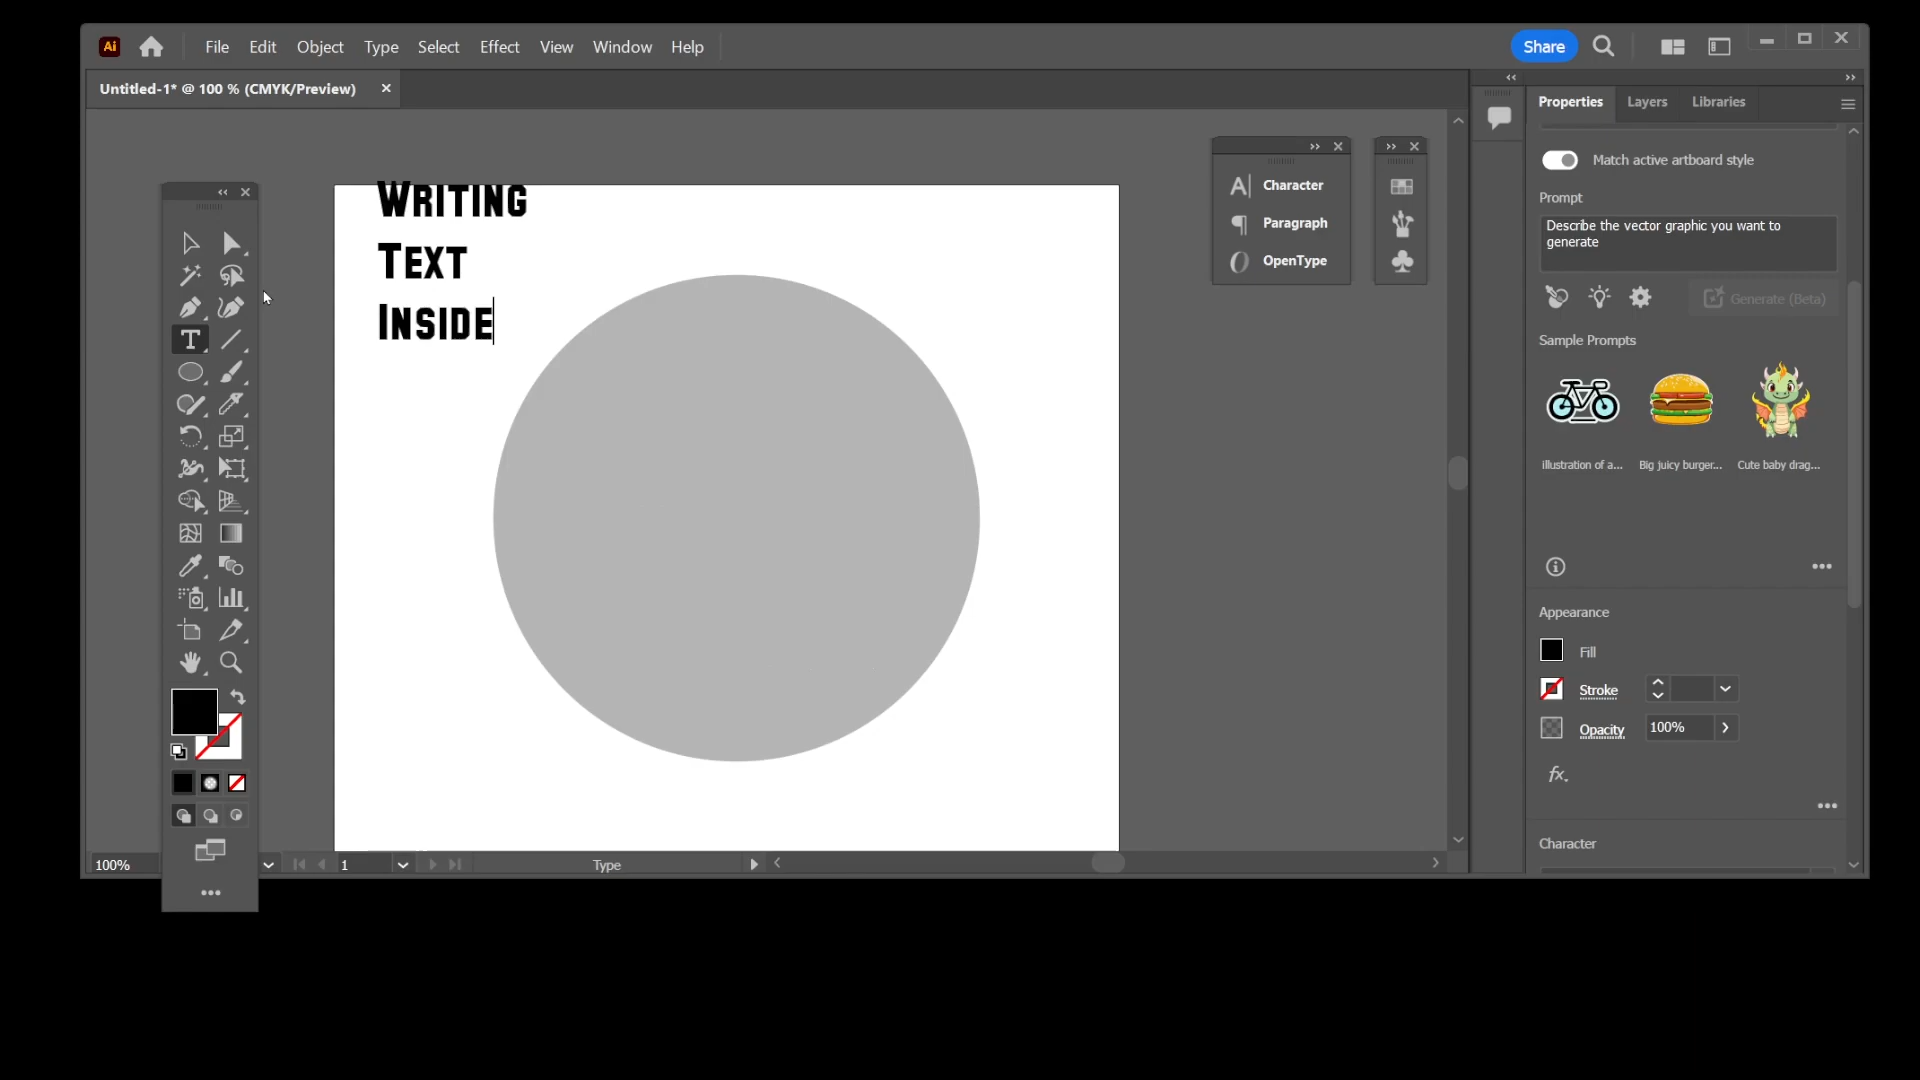 Ai File Edit Object Type Select Effect View Window Help Share
Untitled-1* @ 100 % (CMYK/Preview)
Properties Layers Libraries
Match active artboard style
Prompt
Describe the vector graphic you want to
generate
Generate (Beta)
Sample Prompts
illustration of a... Big juicy burger... Cute baby drag...
Appearance
Fill
Stroke
Opacity 100%
fx.
Character
Character
Paragraph
OpenType
WRITING
TEXT
INSIDE
100% 1 Type